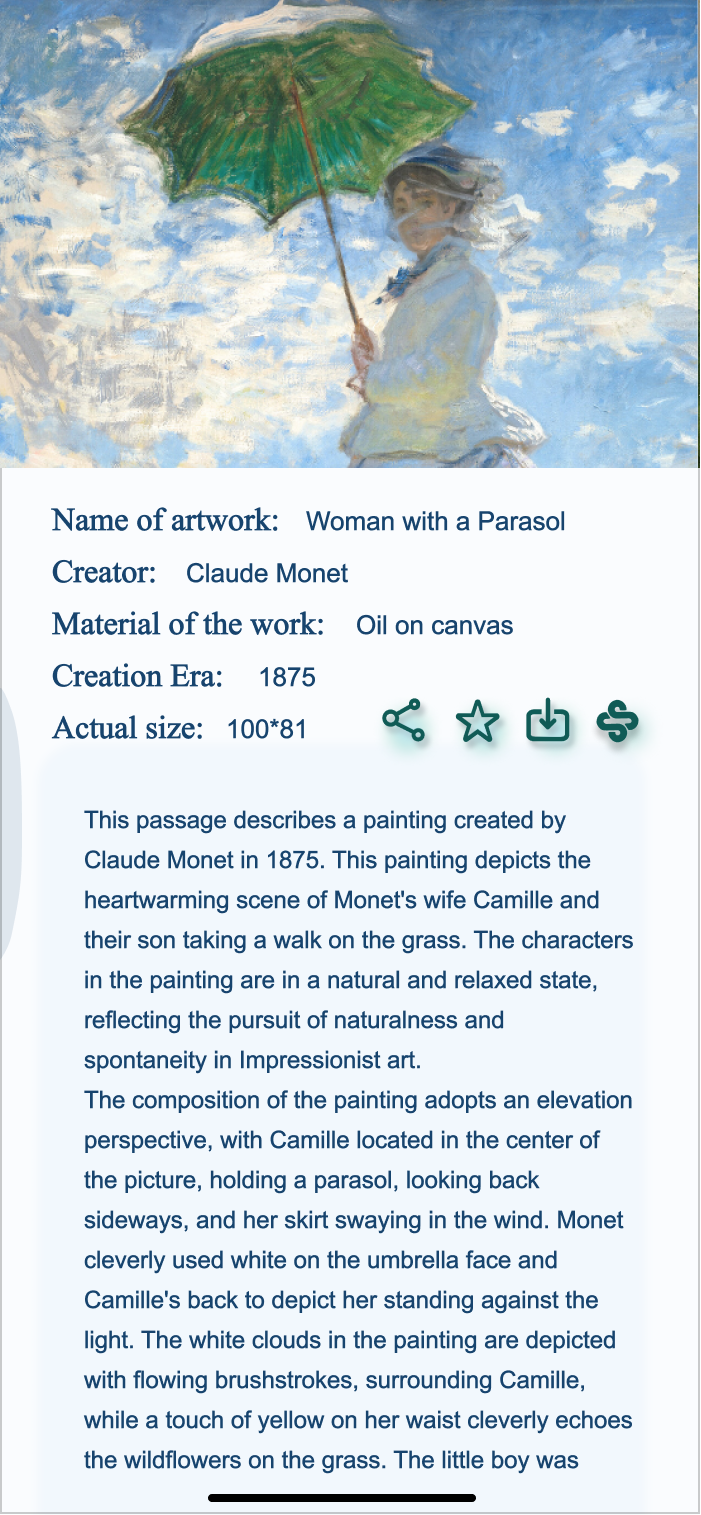 Name of artwork: Woman with a Parasol
Creator: Claude Monet
Material of the work: Oil on canvas
Creation Era: 1875
Actual size: 100*81
This passage describes a painting created by
Claude Monet in 1875. This painting depicts the
heartwarming scene of Monet's wife Camille and
their son taking a walk on the grass. The characters
in the painting are in a natural and relaxed state,
reflecting the pursuit of naturalness and
spontaneity in Impressionist art.
The composition of the painting adopts an elevation
perspective, with Camille located in the center of
the picture, holding a parasol, looking back
sideways, and her skirt swaying in the wind. Monet
cleverly used white on the umbrella face and
Camille's back to depict her standing against the
light. The white clouds in the painting are depicted
with flowing brushstrokes, surrounding Camille,
while a touch of yellow on her waist cleverly echoes
the wildflowers on the grass. The little boy was